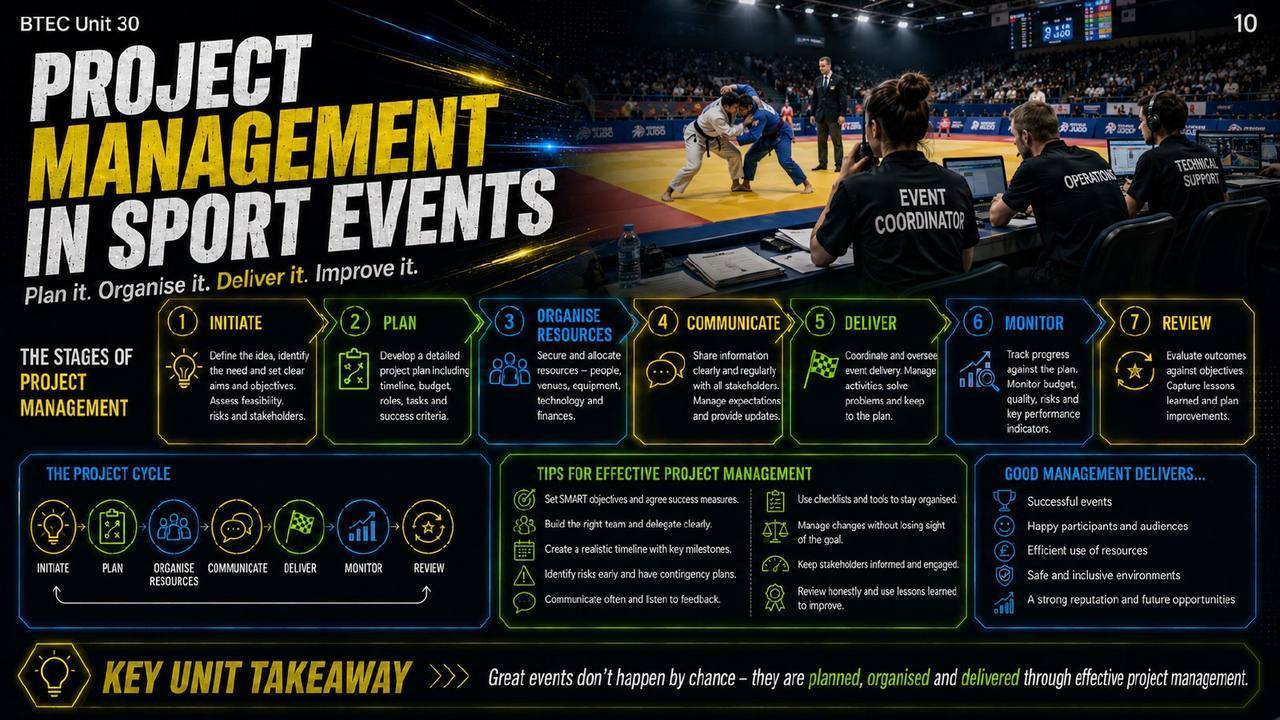 BTEC Unit 30
10
PROJECT
MANAGEMENT
IN SPORT EVENTS
Plan it. Organise it. Deliver it. Improve it.
JUDO
JUDO
JUDO
EVENT
COORDINATOR
OPERATIONS
TECHNICAL
SUPPORT
THE STAGES OF
PROJECT
MANAGEMENT
1 INITIATE
Define the idea, identify
the need and set clear
aims and objectives.
Assess feasibility.
risks and stakeholders.
2 PLAN
Develop a detailed
project plan including
timeline, budget,
roles, tasks and
success criteria.
3 ORGANISE
RESOURCES
Secure and allocate
resources – people,
venues, equipment,
technology and
finances.
4 COMMUNICATE
Share information
clearly and regularly
with all stakeholders.
Manage expectations
and provide updates.
5 DELIVER
Coordinate and oversee
event delivery. Manage
activities, solve
problems and keep
to the plan.
6 MONITOR
Track progress
against the plan.
Monitor budget,
quality, risks and
key performance
indicators.
7 REVIEW
Evaluate outcomes
against objectives.
Capture lessons
learned and plan
improvements.
THE PROJECT CYCLE
INITIATE
PLAN
ORGANISE
RESOURCES
COMMUNICATE
DELIVER
MONITOR
REVIEW
TIPS FOR EFFECTIVE PROJECT MANAGEMENT
Set SMART objectives and agree success measures.
Build the right team and delegate clearly.
Create a realistic timeline with key milestones.
Identify risks early and have contingency plans.
Communicate often and listen to feedback.
Use checklists and tools to stay organised.
Manage changes without losing sight
of the goal.
Keep stakeholders informed and engaged.
Review honestly and use lessons learned
to improve.
GOOD MANAGEMENT DELIVERS...
Successful events
Happy participants and audiences
Efficient use of resources
Safe and inclusive environments
A strong reputation and future opportunities
KEY UNIT TAKEAWAY
Great events don't happen by chance – they are planned, organised and delivered through effective project management.